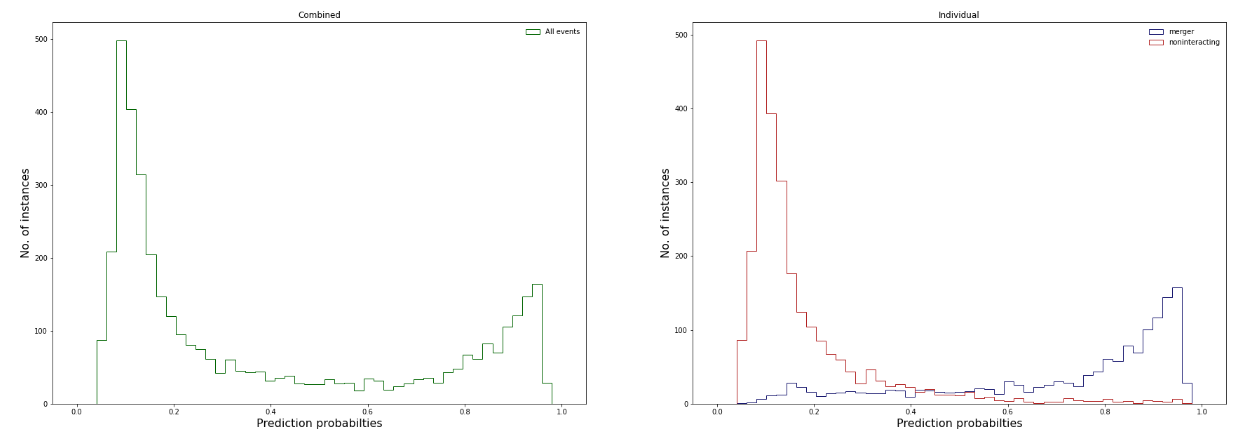 Combined
All events
500
400
300
200
100
0
0.0 0.2 0.4 0.6 0.8 1.0
No. of instances
Prediction probabilties
Individual
merger
noninteracting
500
400
300
200
100
0
0.0 0.2 0.4 0.6 0.8 1.0
No. of instances
Prediction probabilties